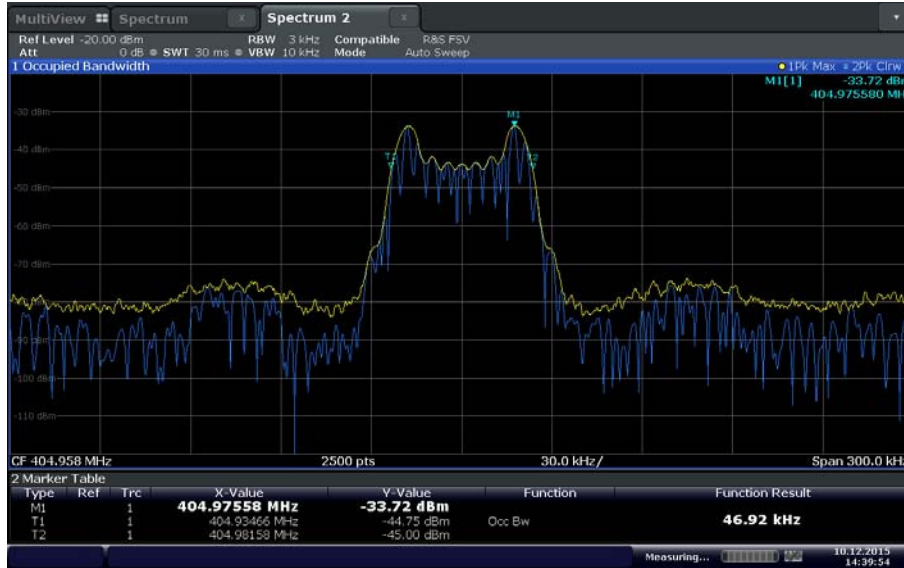 MultiView Spectrum x Spectrum 2 x
Ref Level -20.00 dBm RBW 3 kHz Compatible R&S FSV
Att 0 dB SWT 30 ms VBW 10 kHz Mode Auto Sweep
1 Occupied Bandwidth 1Pk Max 2Pk Clrw
M1[1] -33.72 dBm
404.975580 MH
-30 dBm
M1
-40 dBm
T2
-50 dBm
-60 dBm
-70 dBm
-90 dBm
-100 dBm
-110 dBm
CF 404.958 MHz 2500 pts 30.0 kHz/ Span 300.0 kHz
2 Marker Table
Type Ref Trc X-Value Y-Value Function Function Result
M1 1 404.97558 MHz -33.72 dBm
T1 1 404.93466 MHz -44.75 dBm Occ Bw 46.92 kHz
T2 1 404.98158 MHz -45.00 dBm
Measuring... 10.12.2015
14:39:54